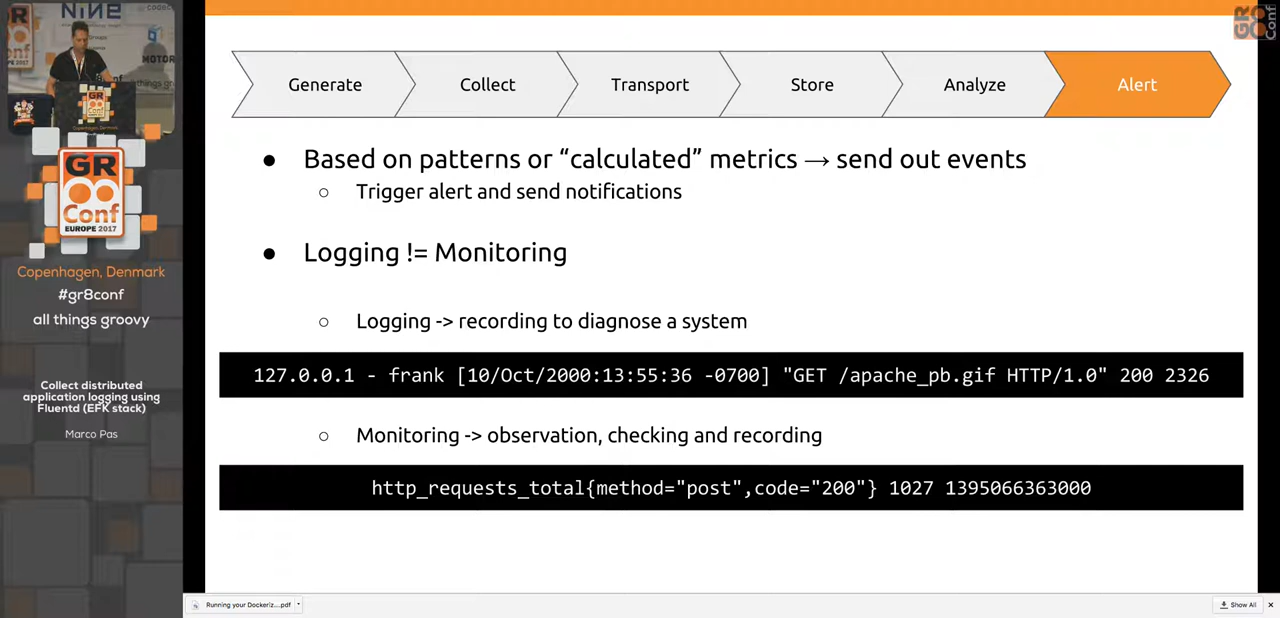 NINE
GR
Conf
EUROPE 2017
Copenhagen, Denmark
#gr8conf
all things groovy
Collect distributed
application logging using
Fluentd (EFK stack)
Marco Pas
Generate
Collect
Transport
Store
Analyze
Alert
● Based on patterns or “calculated” metrics → send out events
○ Trigger alert and send notifications
● Logging != Monitoring
○ Logging -> recording to diagnose a system
127.0.0.1 - frank [10/Oct/2000:13:55:36 -0700] "GET /apache_pb.gif HTTP/1.0" 200 2326
○ Monitoring -> observation, checking and recording
http_requests_total{method="post",code="200"} 1027 1395066363000
Running your Dockeriz....pdf
Show All